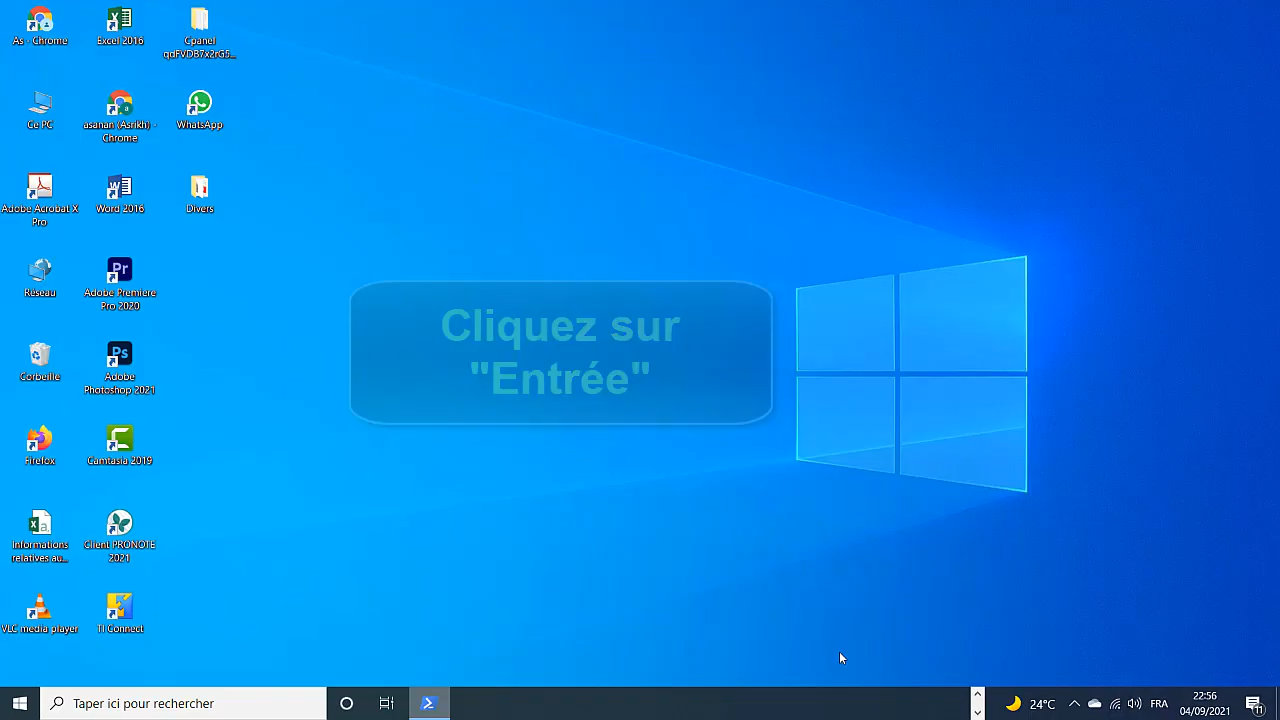 As - Chrome
Excel 2016
Cpanel
qdFVDB7x2rG5...
Ce PC
asanan (Asrikh) -
Chrome
WhatsApp
Adobe Acrobat X
Pro
Word 2016
Divers
Réseau
Adobe Premiere
Pro 2020
Cliquez sur
"Entrée"
Corbeille
Adobe
Photoshop 2021
Firefox
Camtasia 2019
Informations
relatives au...
Client PRONOTE
2021
VLC media player
TI Connect
Taper ici pour rechercher
24°C
FRA
22:56
04/09/2021
11